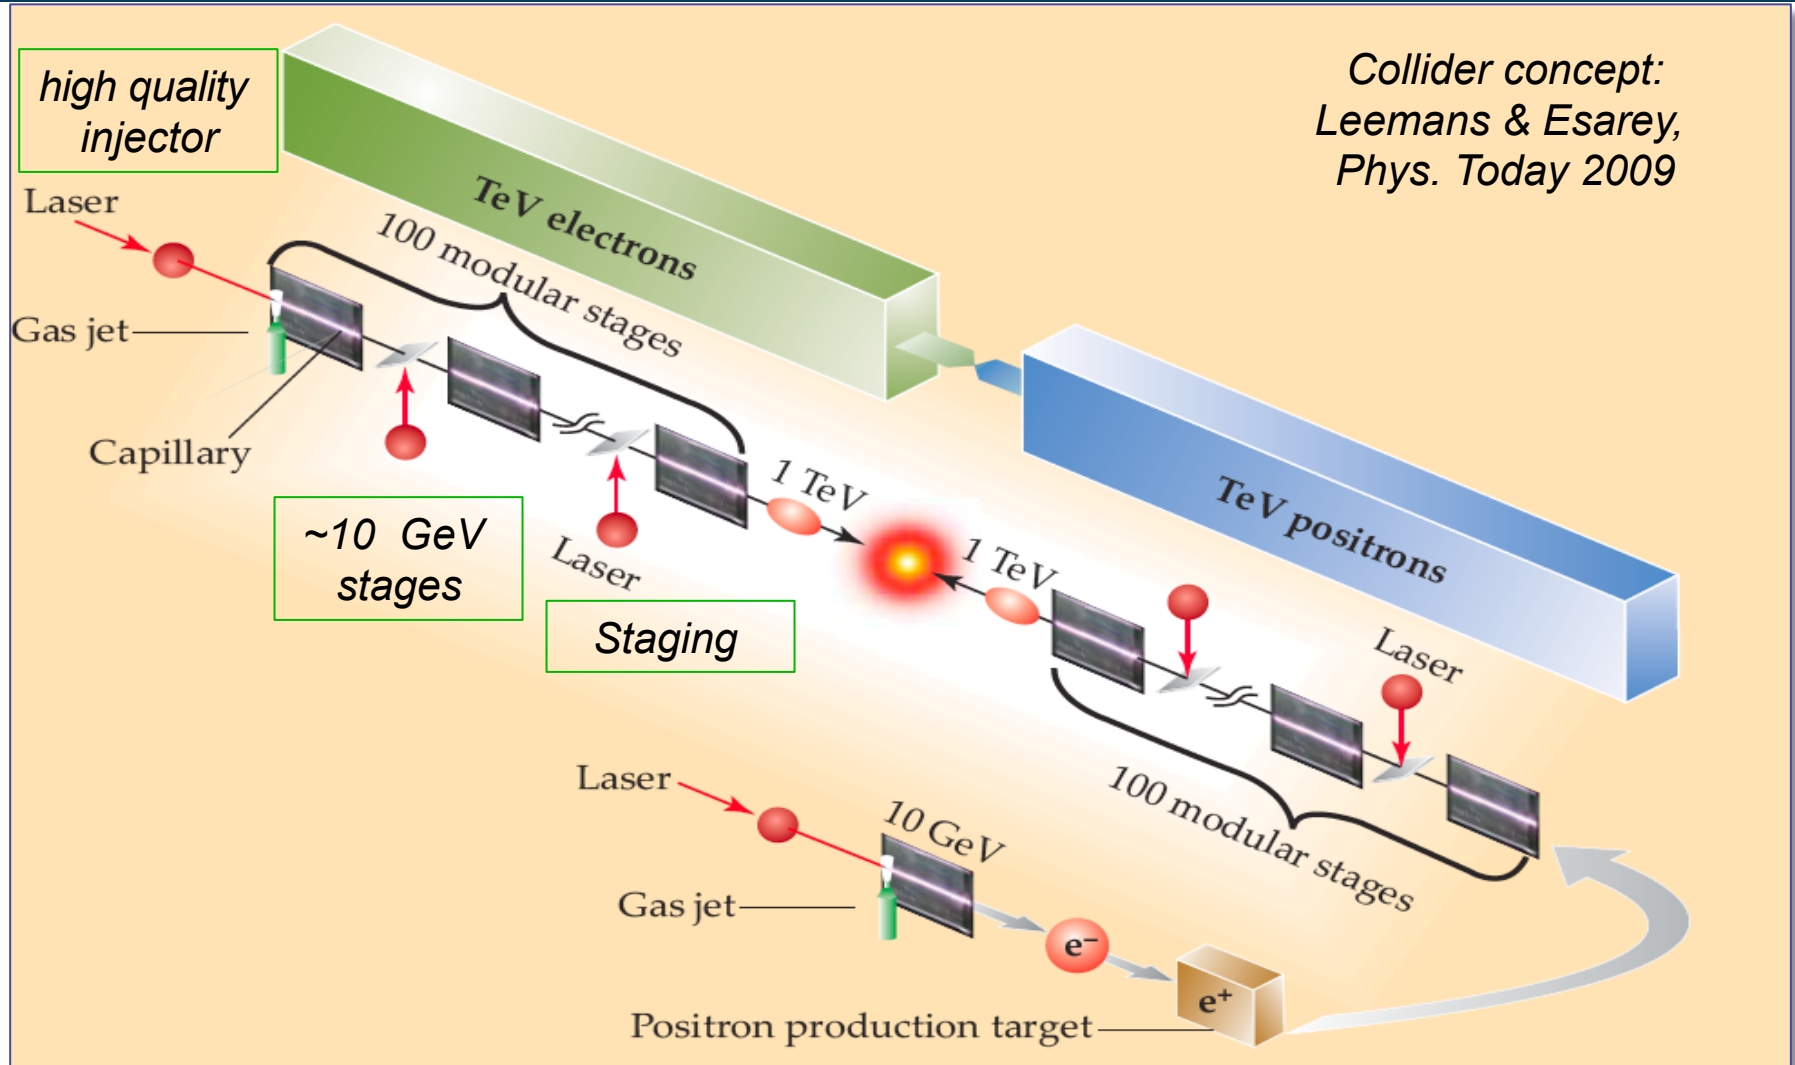 high quality
injector
Collider concept:
Leemans & Esarey,
Phys. Today 2009
TeV electrons
Laser
100 modular stages
Gas jet
Capillary
~10 GeV
stages
Laser
Staging
1 TeV
1 TeV
TeV positrons
Laser
100 modular stages
Laser
10 GeV
Gas jet
e−
e+
Positron production target